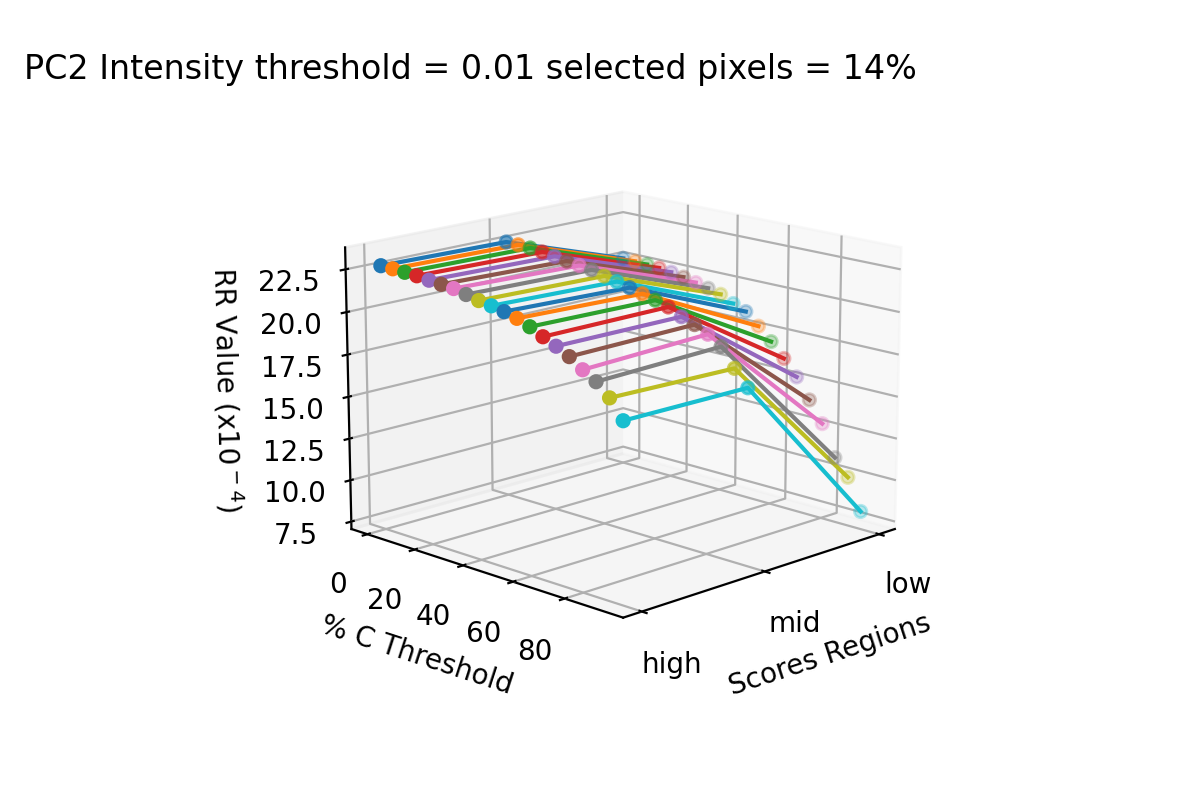 PC2 Intensity threshold = 0.01 selected pixels = 14%
RR Value (x10⁻⁴)
22.5
20.0
17.5
15.0
12.5
10.0
7.5
0
20
40
60
80
% C Threshold
high
mid
low
Scores Regions